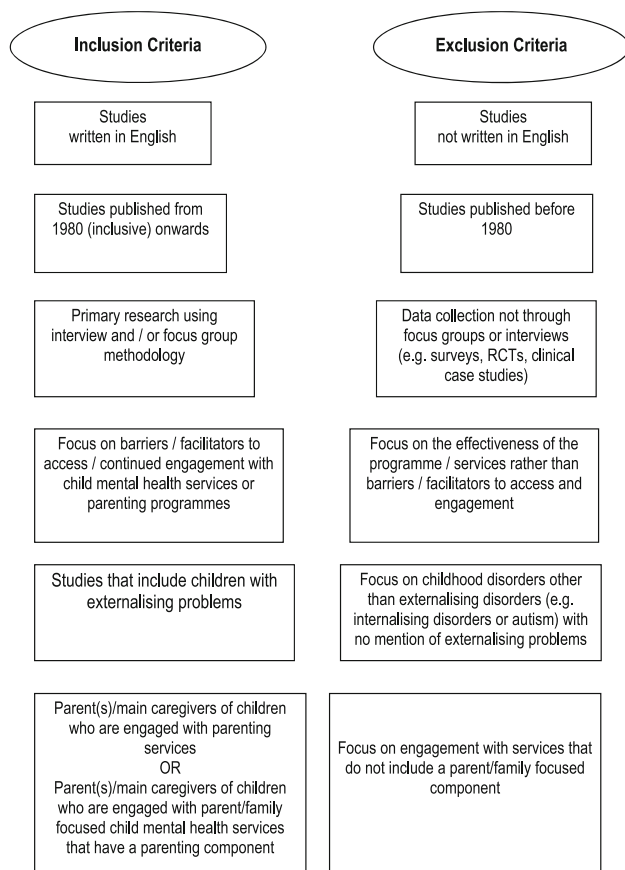 Inclusion Criteria
Exclusion Criteria
Studies
written in English
Studies
not written in English
Studies published from
1980 (inclusive) onwards
Studies published before
1980
Primary research using
interview and / or focus group
methodology
Data collection not through
focus groups or interviews
(e.g. surveys, RCTs, clinical
case studies)
Focus on barriers / facilitators to
access / continued engagement with
child mental health services or
parenting programmes
Focus on the effectiveness of the
programme / services rather than
barriers / facilitators to access and
engagement
Studies that include children with
externalising problems
Focus on childhood disorders other
than externalising disorders (e.g.
internalising disorders or autism) with
no mention of externalising problems
Parent(s)/main caregivers of children
who are engaged with parenting
services
OR
Parent(s)/main caregivers of children
who are engaged with parent/family
focused child mental health services
that have a parenting component
Focus on engagement with services that
do not include a parent/family focused
component